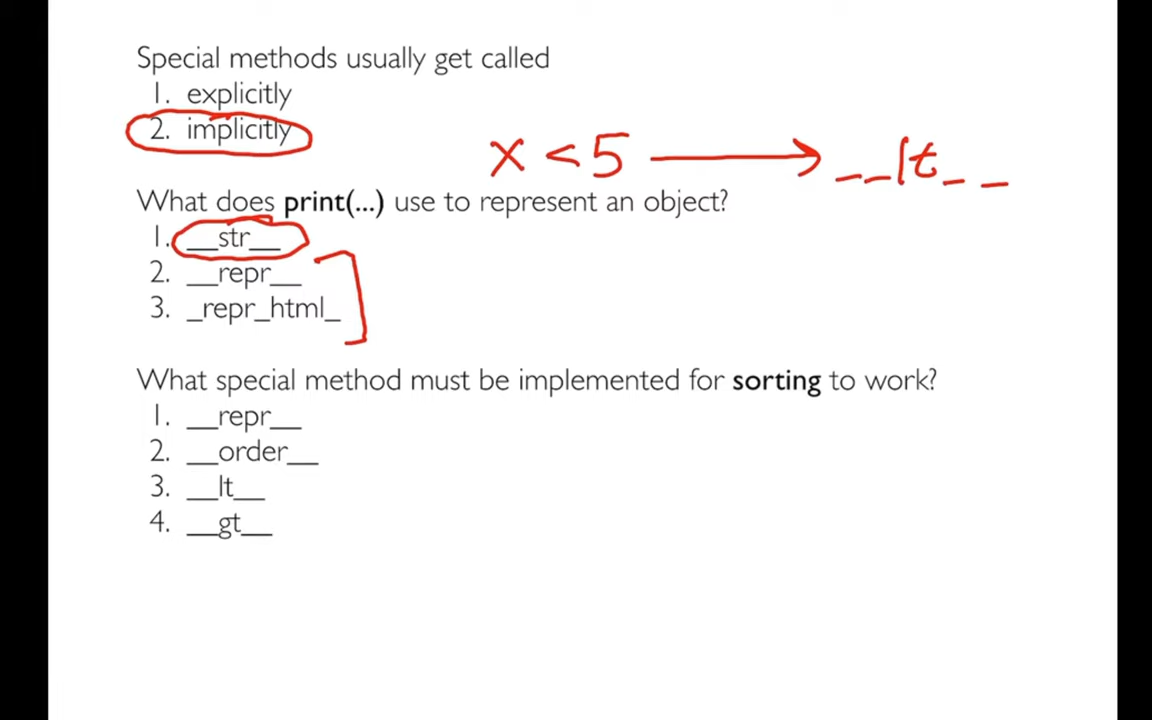 Special methods usually get called
1. explicitly
2. implicitly
x < 5 → __lt__
What does print(...) use to represent an object?
1. __str__
2. __repr__
3. _repr_html_
What special method must be implemented for sorting to work?
1. __repr__
2. __order__
3. __lt__
4. __gt__